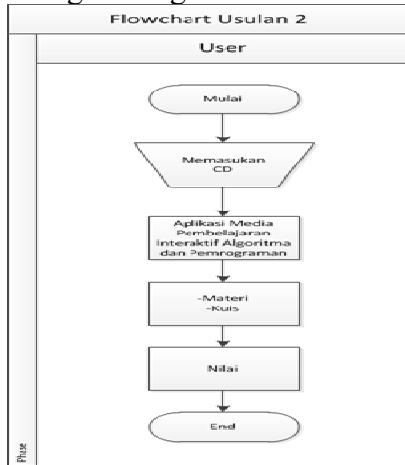 Flowchart Usulan 2
User
Mulai
Memasukan
CD
Aplikasi Media
Pembelajaran
Interaktif Algoritma
dan Pemrograman
-Materi
-Kuis
Nilai
End
Phase